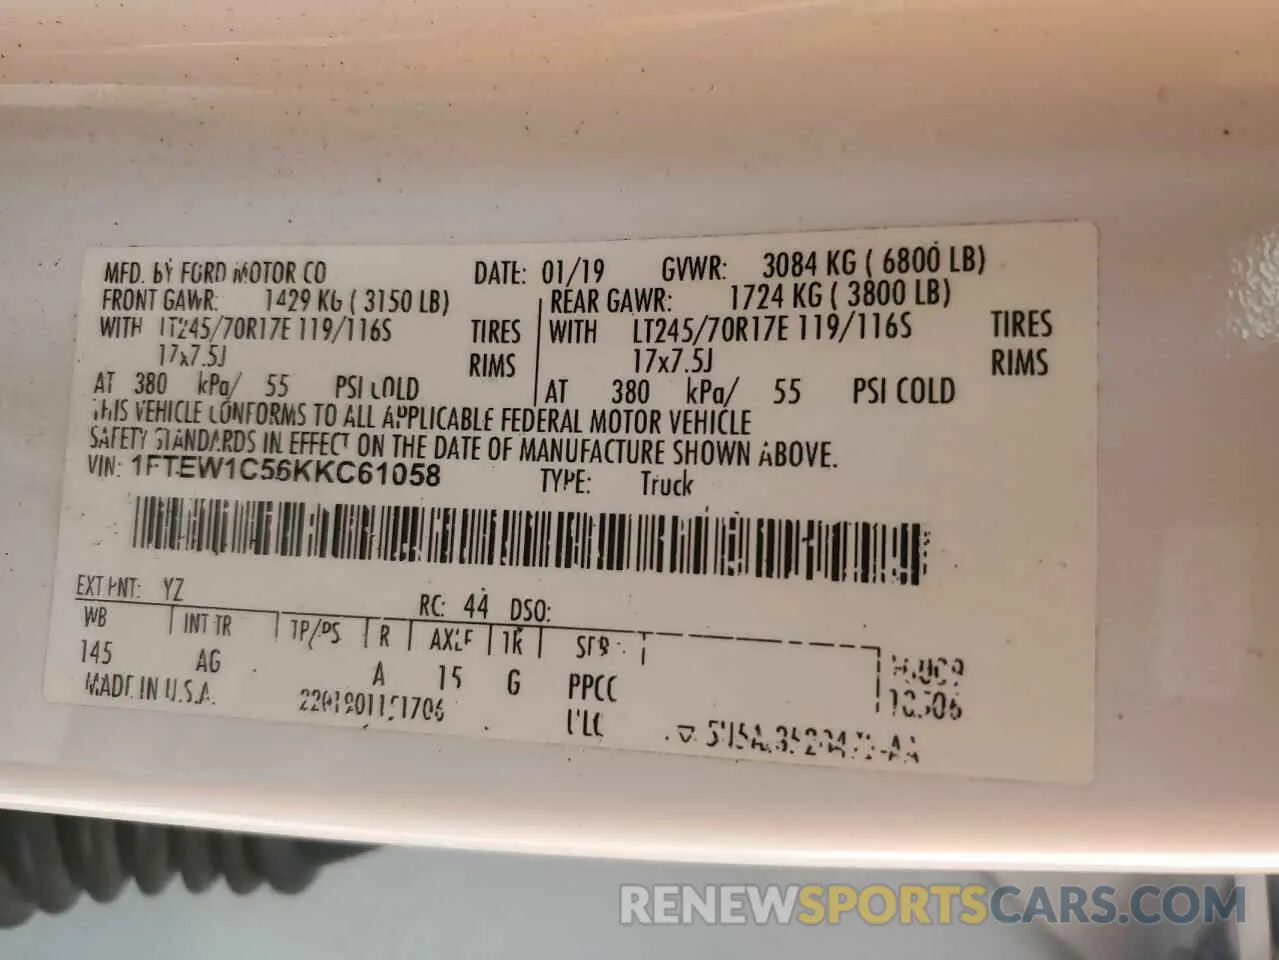 MFD. BY FORD MOTOR CO DATE: 01/19 GVWR: 3084 KG ( 6800 LB)
FRONT GAWR: 1429 KG ( 3150 LB) REAR GAWR: 1724 KG ( 3800 LB)
WITH LT245/70R17E 119/116S TIRES WITH LT245/70R17E 119/116S TIRES
17x7.5J RIMS 17x7.5J RIMS
AT 380 kPa/ 55 PSI COLD AT 380 kPa/ 55 PSI COLD
THIS VEHICLE CONFORMS TO ALL APPLICABLE FEDERAL MOTOR VEHICLE
SAFETY STANDARDS IN EFFECT ON THE DATE OF MANUFACTURE SHOWN ABOVE.
VIN: 1FTEW1C56KKC61058 TYPE: Truck
EXT PNT: YZ RC: 44 DSO:
WB INT TR TP/PS R AXLE TR SPR
145 AG A 15 G PPCC
MADE IN U.S.A.
RENEWSPORTSCARS.COM